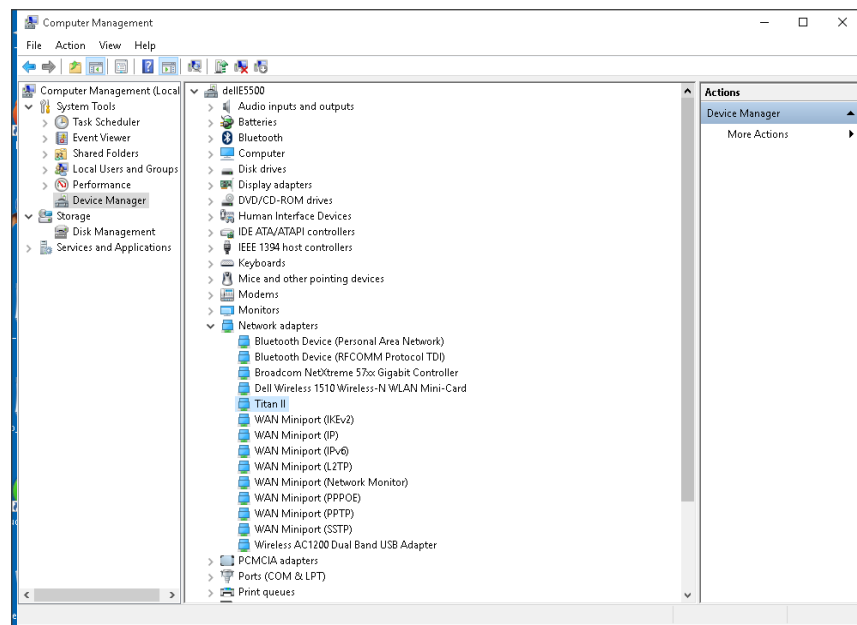 Computer Management
File Action View Help
Computer Management (Local
System Tools
Task Scheduler
Event Viewer
Shared Folders
Local Users and Groups
Performance
Device Manager
Storage
Disk Management
Services and Applications
dellE5500
Audio inputs and outputs
Batteries
Bluetooth
Computer
Disk drives
Display adapters
DVD/CD-ROM drives
Human Interface Devices
IDE ATA/ATAPI controllers
IEEE 1394 host controllers
Keyboards
Mice and other pointing devices
Modems
Monitors
Network adapters
Bluetooth Device (Personal Area Network)
Bluetooth Device (RFCOMM Protocol TDI)
Broadcom NetXtreme 57xx Gigabit Controller
Dell Wireless 1510 Wireless-N WLAN Mini-Card
Titan II
WAN Miniport (IKEv2)
WAN Miniport (IP)
WAN Miniport (IPv6)
WAN Miniport (L2TP)
WAN Miniport (Network Monitor)
WAN Miniport (PPPOE)
WAN Miniport (PPTP)
WAN Miniport (SSTP)
Wireless AC1200 Dual Band USB Adapter
PCMCIA adapters
Ports (COM & LPT)
Print queues
Actions
Device Manager
More Actions